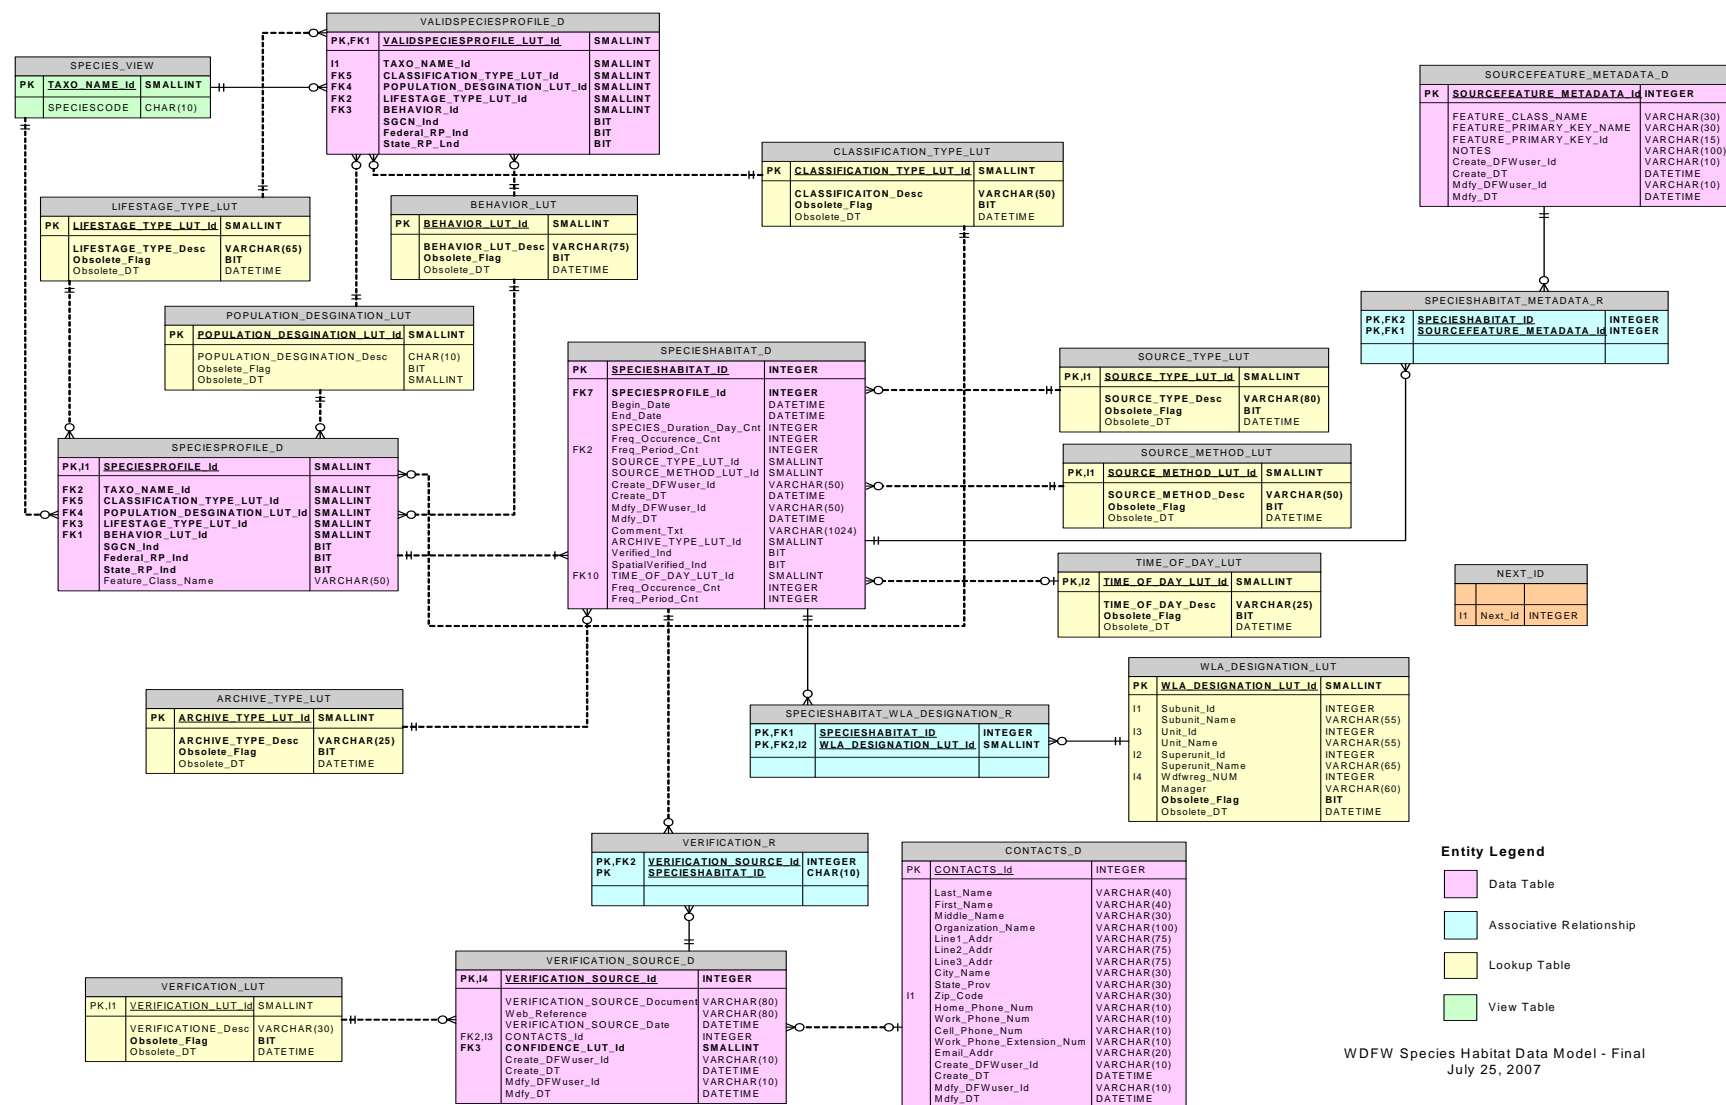 VALIDSPECIESPROFILE_D
PK,FK1 VALIDSPECIESPROFILE_LUT_Id SMALLINT
I1 TAXO_NAME_Id SMALLINT
FK5 CLASSIFICATION_TYPE_LUT_Id SMALLINT
FK4 POPULATION_DESGINATION_LUT_Id SMALLINT
FK2 LIFESTAGE_TYPE_LUT_Id SMALLINT
FK3 BEHAVIOR_Id SMALLINT
SGCN_Ind BIT
Federal_RP_Ind BIT
State_RP_Lnd BIT
SPECIES_VIEW
PK TAXO_NAME_Id SMALLINT
SPECIESCODE CHAR(10)
SOURCEFEATURE_METADATA_D
PK SOURCEFEATURE_METADATA_Id INTEGER
FEATURE_CLASS_NAME VARCHAR(30)
FEATURE_PRIMARY_KEY_NAME VARCHAR(30)
FEATURE_PRIMARY_KEY_Id VARCHAR(15)
NOTES VARCHAR(100)
Create_DFWuser_Id VARCHAR(10)
Create_DT DATETIME
Mdfy_DFWuser_Id VARCHAR(10)
Mdfy_DT DATETIME
CLASSIFICATION_TYPE_LUT
PK CLASSIFICATION_TYPE_LUT_Id SMALLINT
CLASSIFICAITON_Desc VARCHAR(50)
Obsolete_Flag BIT
Obsolete_DT DATETIME
LIFESTAGE_TYPE_LUT
PK LIFESTAGE_TYPE_LUT_Id SMALLINT
LIFESTAGE_TYPE_Desc VARCHAR(65)
Obsolete_Flag BIT
Obsolete_DT DATETIME
BEHAVIOR_LUT
PK BEHAVIOR_LUT_Id SMALLINT
BEHAVIOR_LUT_Desc VARCHAR(75)
Obsolete_Flag BIT
Obsolete_DT DATETIME
POPULATION_DESGINATION_LUT
PK POPULATION_DESGINATION_LUT_Id SMALLINT
POPULATION_DESGINATION_Desc CHAR(10)
Obselete_Flag BIT
Obsolete_DT SMALLINT
SPECIESHABITAT_METADATA_R
PK,FK2 SPECIESHABITAT_ID INTEGER
PK,FK1 SOURCEFEATURE_METADATA_Id INTEGER
SPECIESHABITAT_D
PK SPECIESHABITAT_ID INTEGER
FK7 SPECIESPROFILE_Id INTEGER
Begin_Date DATETIME
End_Date DATETIME
SPECIES_Duration_Day_Cnt INTEGER
Freq_Occurence_Cnt INTEGER
FK2 Freq_Period_Cnt INTEGER
SOURCE_TYPE_LUT_Id SMALLINT
SOURCE_METHOD_LUT_Id SMALLINT
Create_DFWuser_Id VARCHAR(50)
Create_DT DATETIME
Mdfy_DFWuser_Id VARCHAR(50)
Mdfy_DT DATETIME
Comment_Txt VARCHAR(1024)
ARCHIVE_TYPE_LUT_Id SMALLINT
Verified_Ind BIT
SpatialVerified_Ind BIT
FK10 TIME_OF_DAY_LUT_Id SMALLINT
Freq_Occurence_Cnt INTEGER
Freq_Period_Cnt INTEGER
SOURCE_TYPE_LUT
PK,I1 SOURCE_TYPE_LUT_Id SMALLINT
SOURCE_TYPE_Desc VARCHAR(80)
Obsolete_Flag BIT
Obsolete_DT DATETIME
SPECIESPROFILE_D
PK,I1 SPECIESPROFILE_Id SMALLINT
FK2 TAXO_NAME_Id SMALLINT
FK5 CLASSIFICATION_TYPE_LUT_Id SMALLINT
FK4 POPULATION_DESGINATION_LUT_Id SMALLINT
FK3 LIFESTAGE_TYPE_LUT_Id SMALLINT
FK1 BEHAVIOR_LUT_Id SMALLINT
SGCN_Ind BIT
Federal_RP_Ind BIT
State_RP_Ind BIT
Feature_Class_Name VARCHAR(50)
SOURCE_METHOD_LUT
PK,I1 SOURCE_METHOD_LUT_Id SMALLINT
SOURCE_METHOD_Desc VARCHAR(50)
Obsolete_Flag BIT
Obsolete_DT DATETIME
TIME_OF_DAY_LUT
PK,I2 TIME_OF_DAY_LUT_Id SMALLINT
TIME_OF_DAY_Desc VARCHAR(25)
Obsolete_Flag BIT
Obsolete_DT DATETIME
NEXT_ID
I1 Next_Id INTEGER
ARCHIVE_TYPE_LUT
PK ARCHIVE_TYPE_LUT_Id SMALLINT
ARCHIVE_TYPE_Desc VARCHAR(25)
Obsolete_Flag BIT
Obsolete_DT DATETIME
SPECIESHABITAT_WLA_DESIGNATION_R
PK,FK1 SPECIESHABITAT_ID INTEGER
PK,FK2,I2 WLA_DESIGNATION_LUT_Id SMALLINT
WLA_DESIGNATION_LUT
PK WLA_DESIGNATION_LUT_Id SMALLINT
I1 Subunit_Id INTEGER
Subunit_Name VARCHAR(55)
I3 Unit_Id INTEGER
Unit_Name VARCHAR(55)
I2 Superunit_Id INTEGER
Superunit_Name VARCHAR(65)
I4 Wdfwreg_NUM INTEGER
Manager VARCHAR(60)
Obsolete_Flag BIT
Obsolete_DT DATETIME
VERIFICATION_R
PK,FK2 VERIFICATION_SOURCE_Id INTEGER
PK SPECIESHABITAT_ID CHAR(10)
CONTACTS_D
PK CONTACTS_Id INTEGER
Last_Name VARCHAR(40)
First_Name VARCHAR(40)
Middle_Name VARCHAR(30)
Organization_Name VARCHAR(100)
Line1_Addr VARCHAR(75)
Line2_Addr VARCHAR(75)
Line3_Addr VARCHAR(75)
City_Name VARCHAR(30)
State_Prov VARCHAR(30)
I1 Zip_Code VARCHAR(30)
Home_Phone_Num VARCHAR(10)
Work_Phone_Num VARCHAR(10)
Cell_Phone_Num VARCHAR(10)
Work_Phone_Extension_Num VARCHAR(10)
Email_Addr VARCHAR(20)
Create_DFWuser_Id VARCHAR(10)
Create_DT DATETIME
Mdfy_DFWuser_Id VARCHAR(10)
Mdfy_DT DATETIME
VERIFICATION_SOURCE_D
PK,I4 VERIFICATION_SOURCE_Id INTEGER
VERIFICATION_SOURCE_Document VARCHAR(80)
Web_Reference VARCHAR(80)
VERIFICATION_SOURCE_Date DATETIME
FK2,I3 CONTACTS_Id INTEGER
FK3 CONFIDENCE_LUT_Id SMALLINT
Create_DFWuser_Id VARCHAR(10)
Create_DT DATETIME
Mdfy_DFWuser_Id VARCHAR(10)
Mdfy_DT DATETIME
VERFICATION_LUT
PK,I1 VERIFICATION_LUT_Id SMALLINT
VERIFICATIONE_Desc VARCHAR(30)
Obsolete_Flag BIT
Obsolete_DT DATETIME
Entity Legend
Data Table
Associative Relationship
Lookup Table
View Table
WDFW Species Habitat Data Model - Final
July 25, 2007